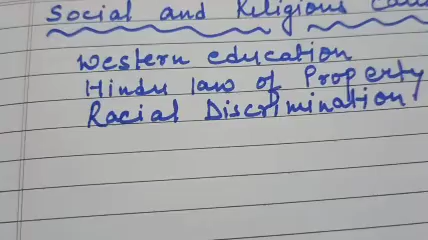 Social and Religious
Western education
Hindu law of Property
Racial Discrimination